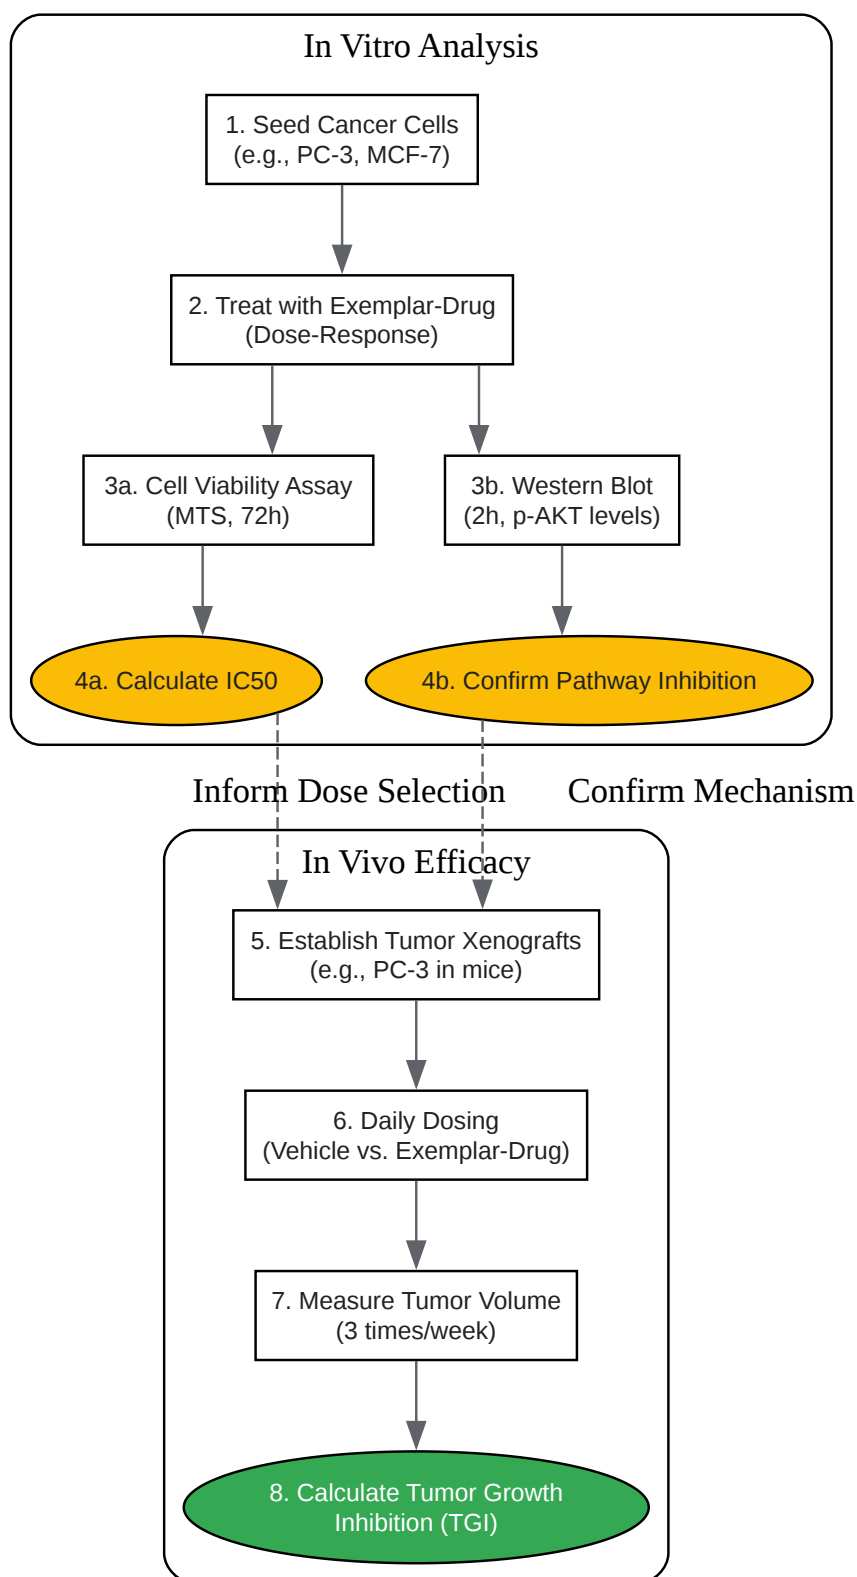 In Vitro Analysis
1. Seed Cancer Cells
(e.g., PC-3, MCF-7)
2. Treat with Exemplar-Drug
(Dose-Response)
3a. Cell Viability Assay
(MTS, 72h)
3b. Western Blot
(2h, p-AKT levels)
4a. Calculate IC50
4b. Confirm Pathway Inhibition
Inform Dose Selection
Confirm Mechanism
In Vivo Efficacy
5. Establish Tumor Xenografts
(e.g., PC-3 in mice)
6. Daily Dosing
(Vehicle vs. Exemplar-Drug)
7. Measure Tumor Volume
(3 times/week)
8. Calculate Tumor Growth
Inhibition (TGI)